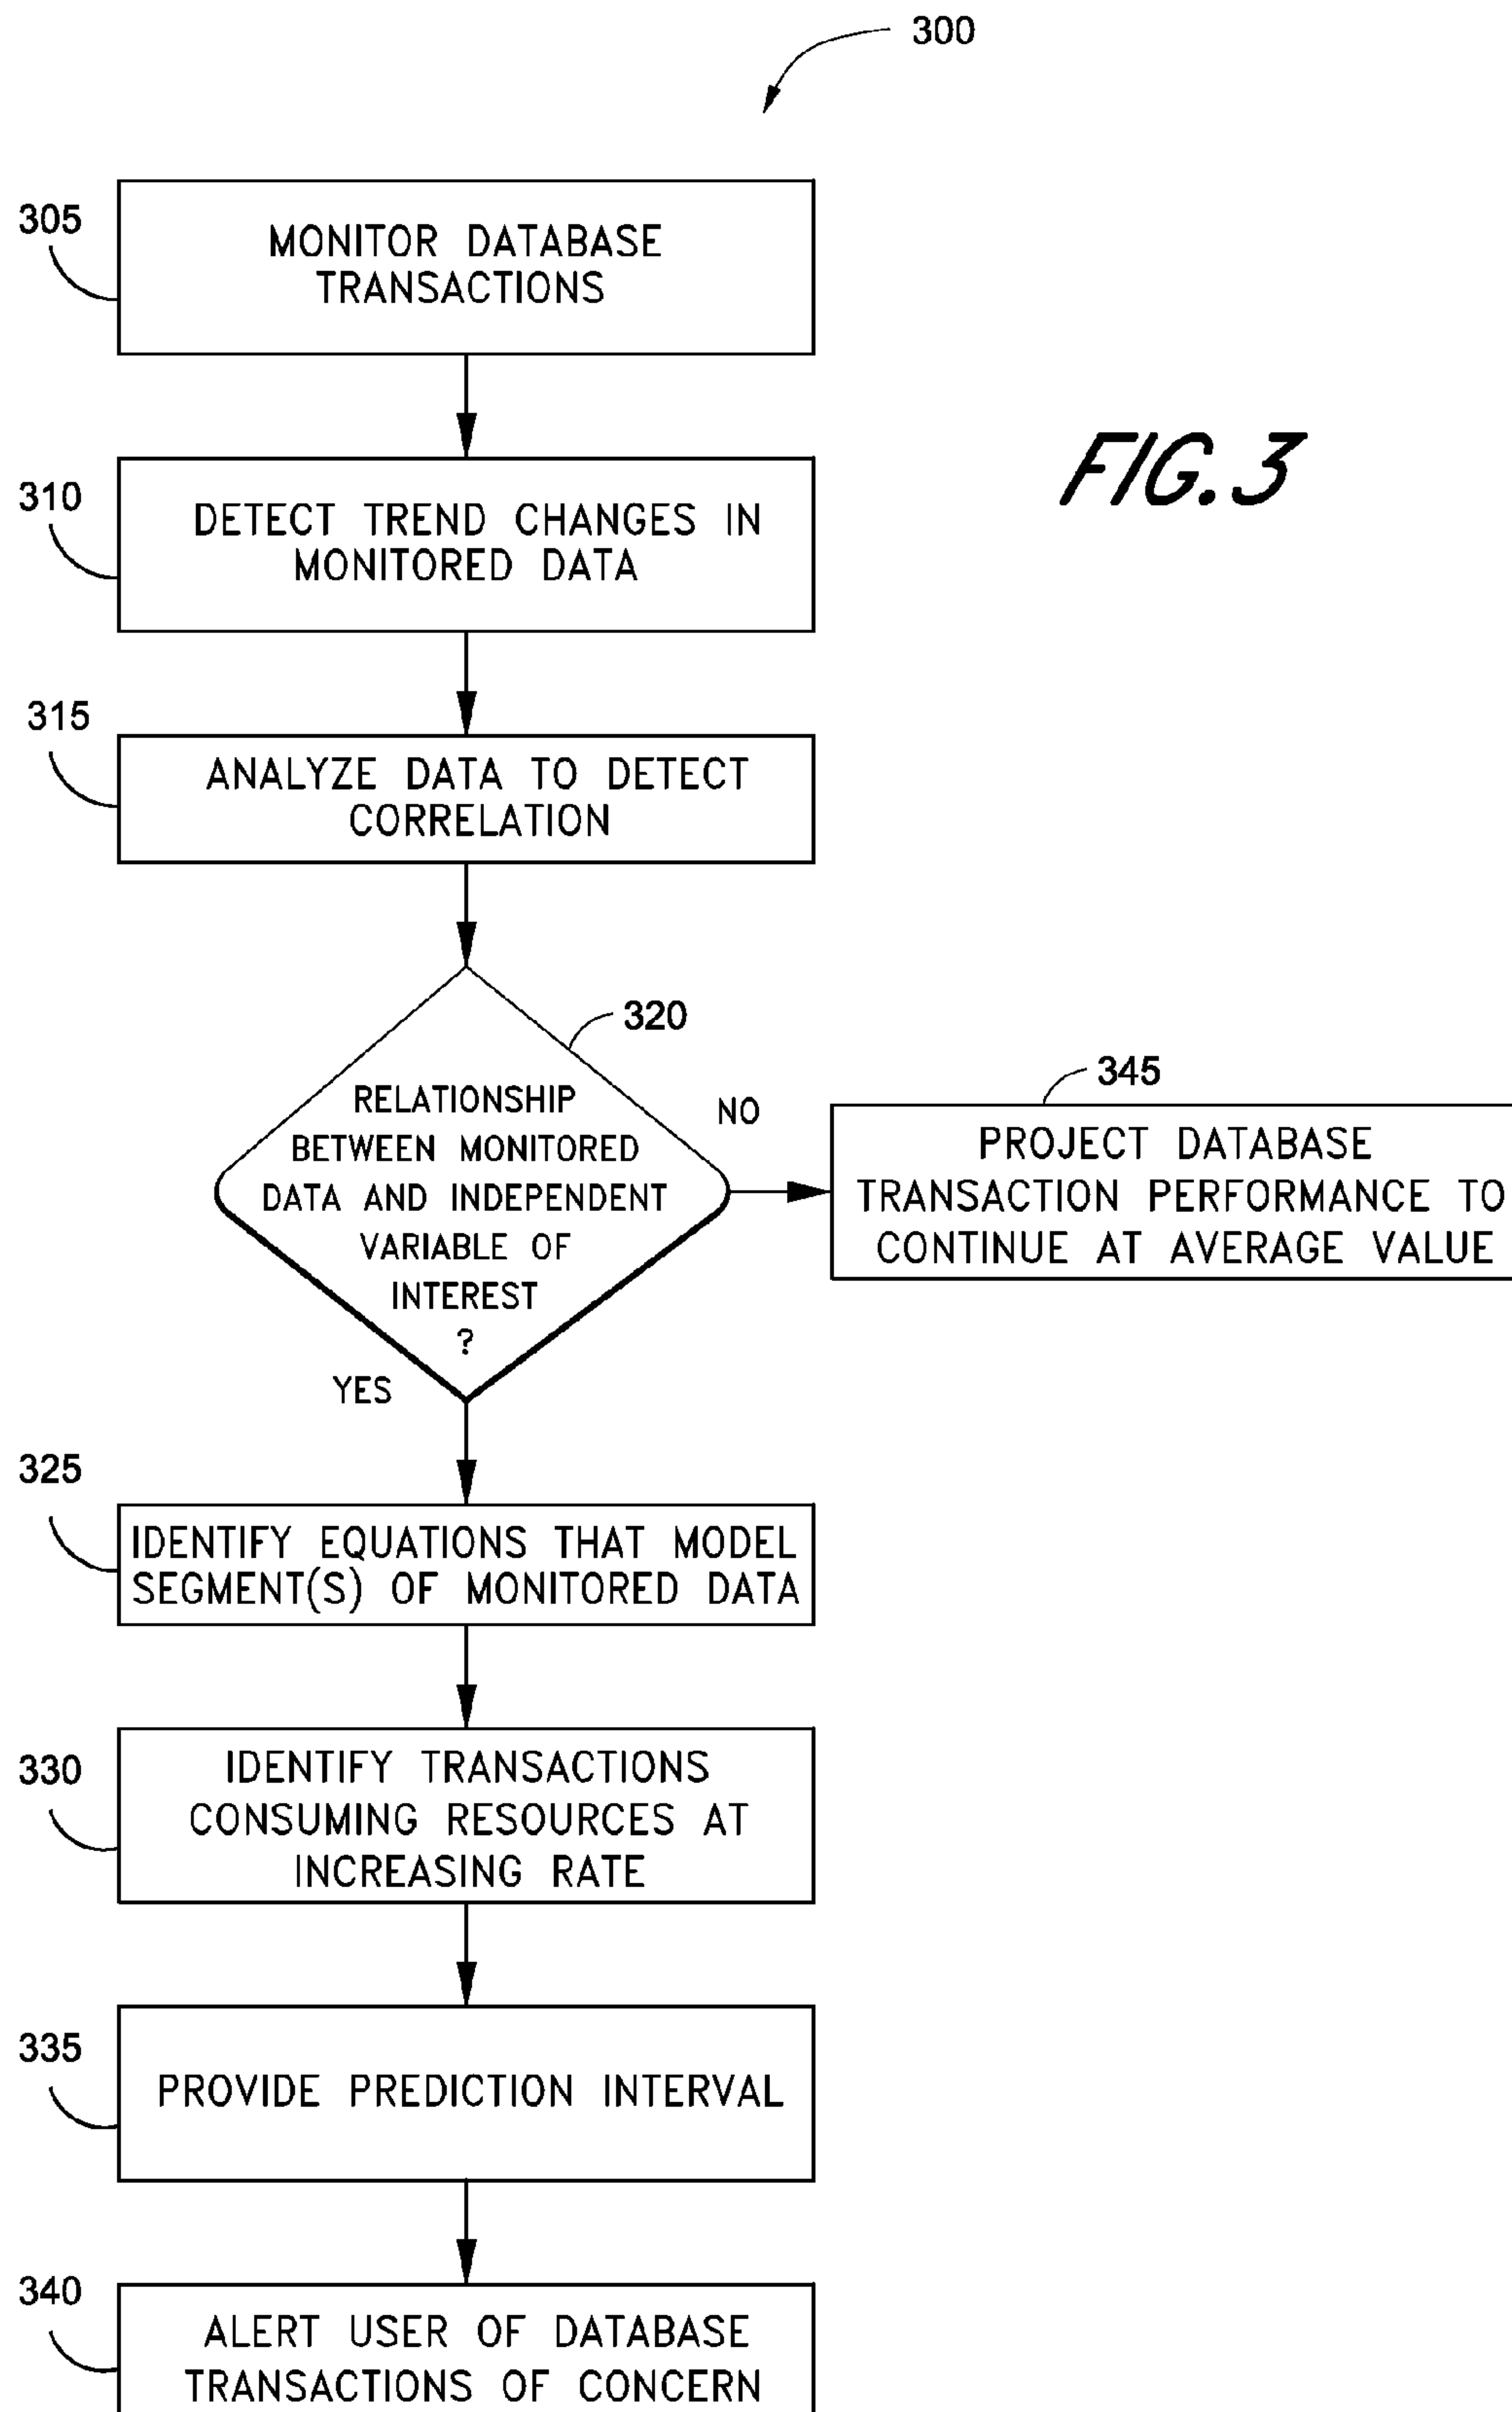 300
305
MONITOR DATABASE
TRANSACTIONS
FIG. 3
310
DETECT TREND CHANGES IN
MONITORED DATA
315
ANALYZE DATA TO DETECT
CORRELATION
320
RELATIONSHIP
BETWEEN MONITORED
DATA AND INDEPENDENT
VARIABLE OF
INTEREST
?
NO
345
PROJECT DATABASE
TRANSACTION PERFORMANCE TO
CONTINUE AT AVERAGE VALUE
YES
325
IDENTIFY EQUATIONS THAT MODEL
SEGMENT(S) OF MONITORED DATA
330
IDENTIFY TRANSACTIONS
CONSUMING RESOURCES AT
INCREASING RATE
335
PROVIDE PREDICTION INTERVAL
340
ALERT USER OF DATABASE
TRANSACTIONS OF CONCERN